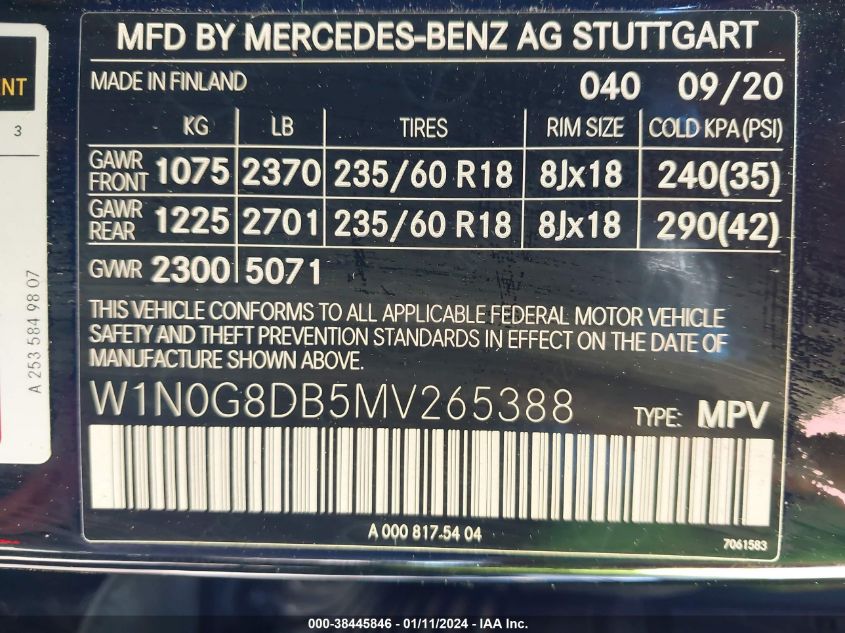 MFD BY MERCEDES-BENZ AG STUTTGART
MADE IN FINLAND 040 09/20
KG LB TIRES RIM SIZE COLD KPA (PSI)
GAWR FRONT 1075 2370 235/60 R18 8Jx18 240(35)
GAWR REAR 1225 2701 235/60 R18 8Jx18 290(42)
GVWR 2300 5071
THIS VEHICLE CONFORMS TO ALL APPLICABLE FEDERAL MOTOR VEHICLE
SAFETY AND THEFT PREVENTION STANDARDS IN EFFECT ON THE DATE OF
MANUFACTURE SHOWN ABOVE.
W1N0G8DB5MV265388 TYPE: MPV
A 000 817 54 04
7061583
NT
3
A 253 584 98 07
000-38445846 - 01/11/2024 - IAA Inc.